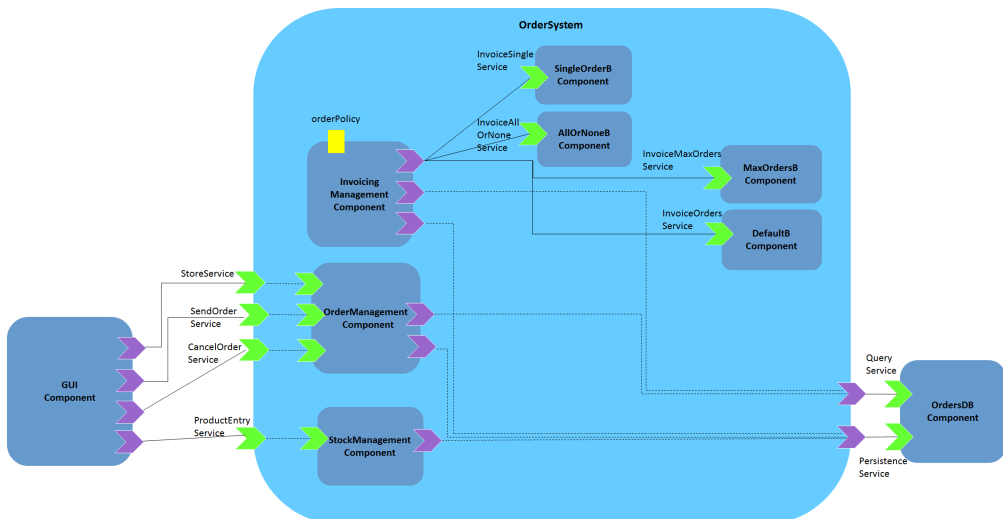 OrderSystem
InvoiceSingle
Service
SingleOrderB
Component
orderPolicy
InvoiceAll
OrNone
Service
AllOrNoneB
Component
Invoicing
Management
Component
InvoiceMaxOrders
Service
MaxOrdersB
Component
InvoiceOrders
Service
DefaultB
Component
StoreService
SendOrder
Service
OrderManagement
Component
CancelOrder
Service
GUI
Component
Query
Service
OrdersDB
Component
ProductEntry
Service
StockManagement
Component
Persistence
Service